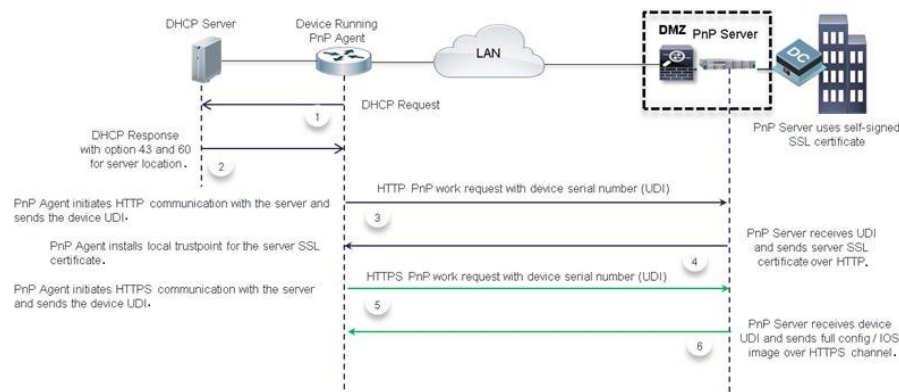 DHCP Server
Device Running
PnP Agent
LAN
DMZ
PnP Server
DC
PnP Server uses self-signed
SSL certificate
1
DHCP Request
DHCP Response
with option 43 and 60
for server location.
2
PnP Agent initiates HTTP communication with the server and
sends the device UDI.
HTTP PnP work request with device serial number (UDI)
3
PnP Agent installs local trustpoint for the server SSL
certificate.
4
PnP Server receives UDI
and sends server SSL
certificate over HTTP.
PnP Agent initiates HTTPS communication with the server
and sends the device UDI.
HTTPS PnP work request with device serial number (UDI)
5
6
PnP Server receives device
UDI and sends full config / IOS
image over HTTPS channel.